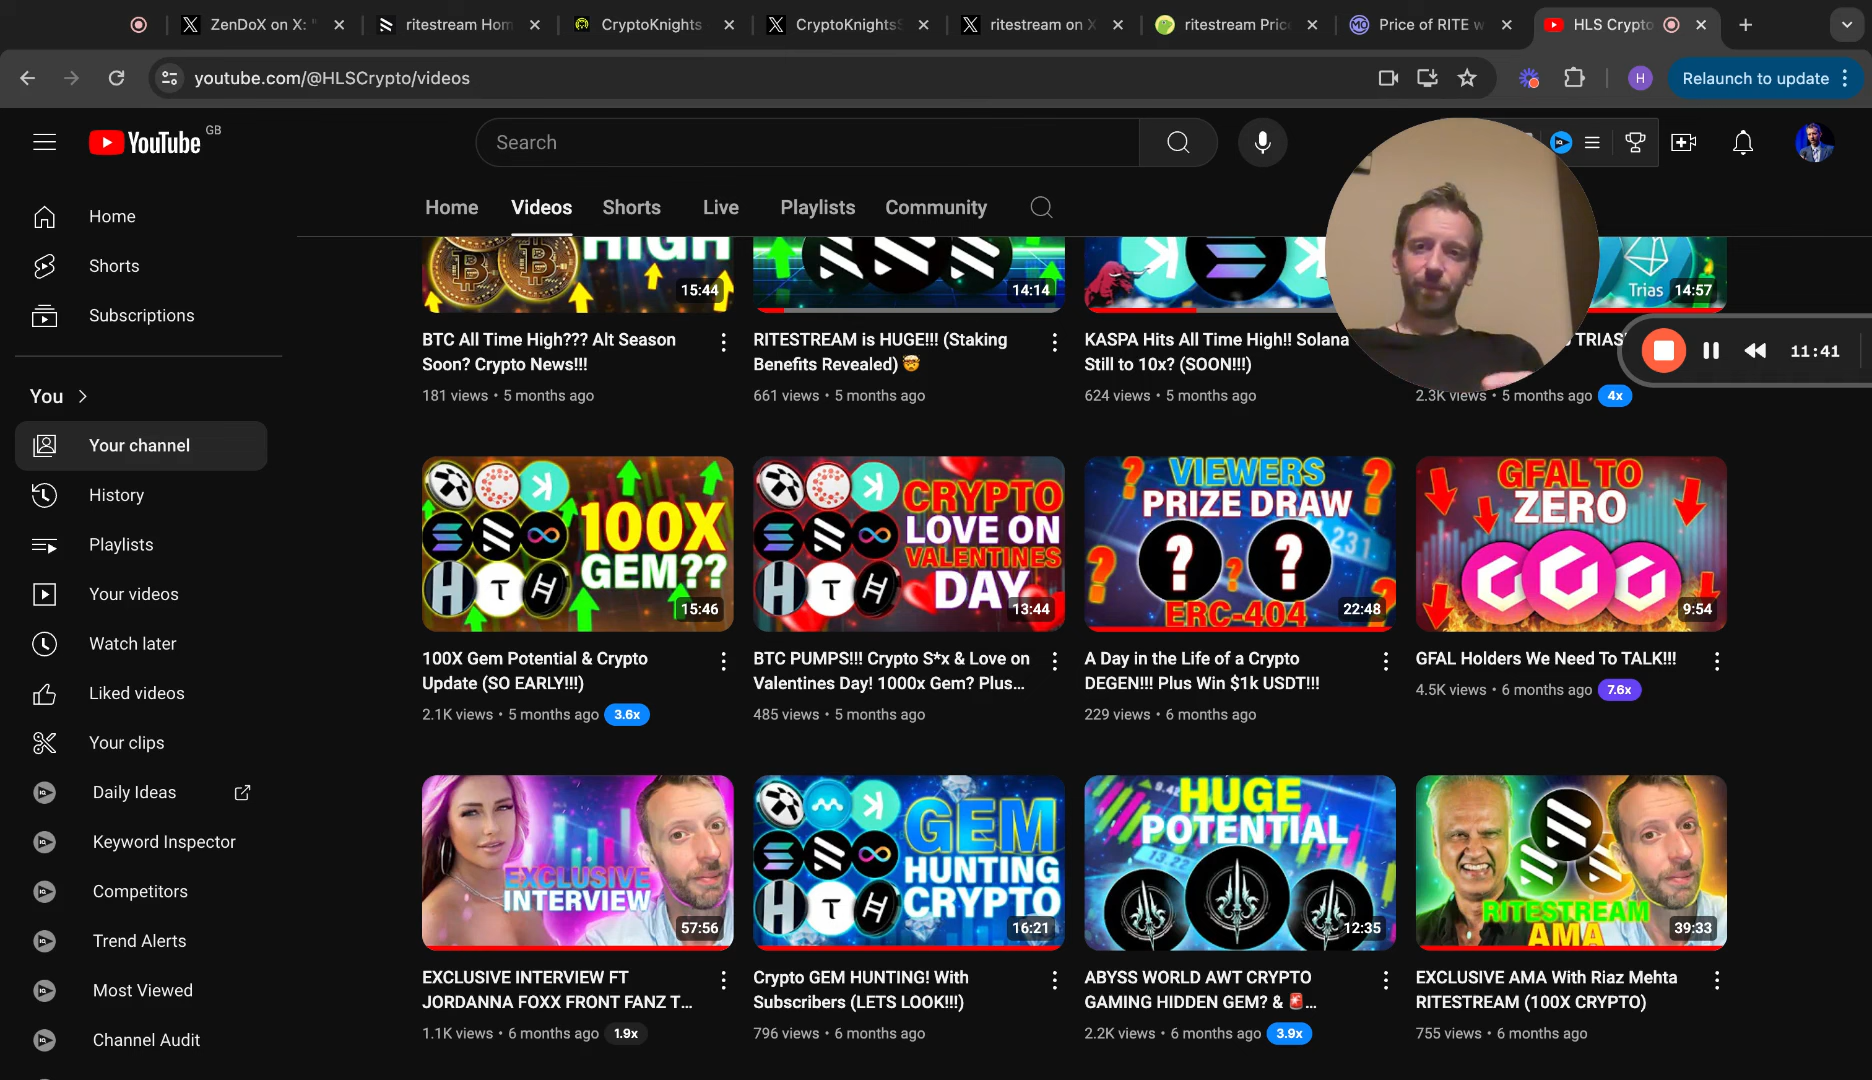 ZenDoX on X: "
ritestream Hom
CryptoKnights
CryptoKnightsS
ritestream on X
ritestream Pric
Price of RITE w
HLS Crypto
youtube.com/@HLSCrypto/videos
H
Relaunch to update
YouTube GB
Search
Home
Videos
Shorts
Live
Playlists
Community
Home
Shorts
Subscriptions
You
Your channel
History
Playlists
Your videos
Watch later
Liked videos
Your clips
Daily Ideas
Keyword Inspector
Competitors
Trend Alerts
Most Viewed
Channel Audit
11:41
HIGH
15:44
14:14
Trias
14:57
BTC All Time High??? Alt Season
Soon? Crypto News!!!
181 views • 5 months ago
RITESTREAM is HUGE!!! (Staking
Benefits Revealed) 🤯
661 views • 5 months ago
KASPA Hits All Time High!! Solana
Still to 10x? (SOON!!!)
624 views • 5 months ago
TRIAS
2.3K views • 5 months ago 4x
100X
GEM??
15:46
CRYPTO
LOVE ON
VALENTINES
DAY
13:44
VIEWERS
PRIZE DRAW
231
ERC-404
22:48
GFAL TO
ZERO
9:54
100X Gem Potential & Crypto
Update (SO EARLY!!!)
2.1K views • 5 months ago 3.6x
BTC PUMPS!!! Crypto S*x & Love on
Valentines Day! 1000x Gem? Plus...
485 views • 5 months ago
A Day in the Life of a Crypto
DEGEN!!! Plus Win $1k USDT!!!
229 views • 6 months ago
GFAL Holders We Need To TALK!!!
4.5K views • 6 months ago 7.6x
EXCLUSIVE
INTERVIEW
57:56
GEM
HUNTING
CRYPTO
16:21
HUGE
POTENTIAL
13.22
12:35
RITESTREAM
AMA
39:33
EXCLUSIVE INTERVIEW FT
JORDANNA FOXX FRONT FANZ T...
1.1K views • 6 months ago 1.9x
Crypto GEM HUNTING! With
Subscribers (LETS LOOK!!!)
796 views • 6 months ago
ABYSS WORLD AWT CRYPTO
GAMING HIDDEN GEM? & 🚨...
2.2K views • 6 months ago 3.9x
EXCLUSIVE AMA With Riaz Mehta
RITESTREAM (100X CRYPTO)
755 views • 6 months ago